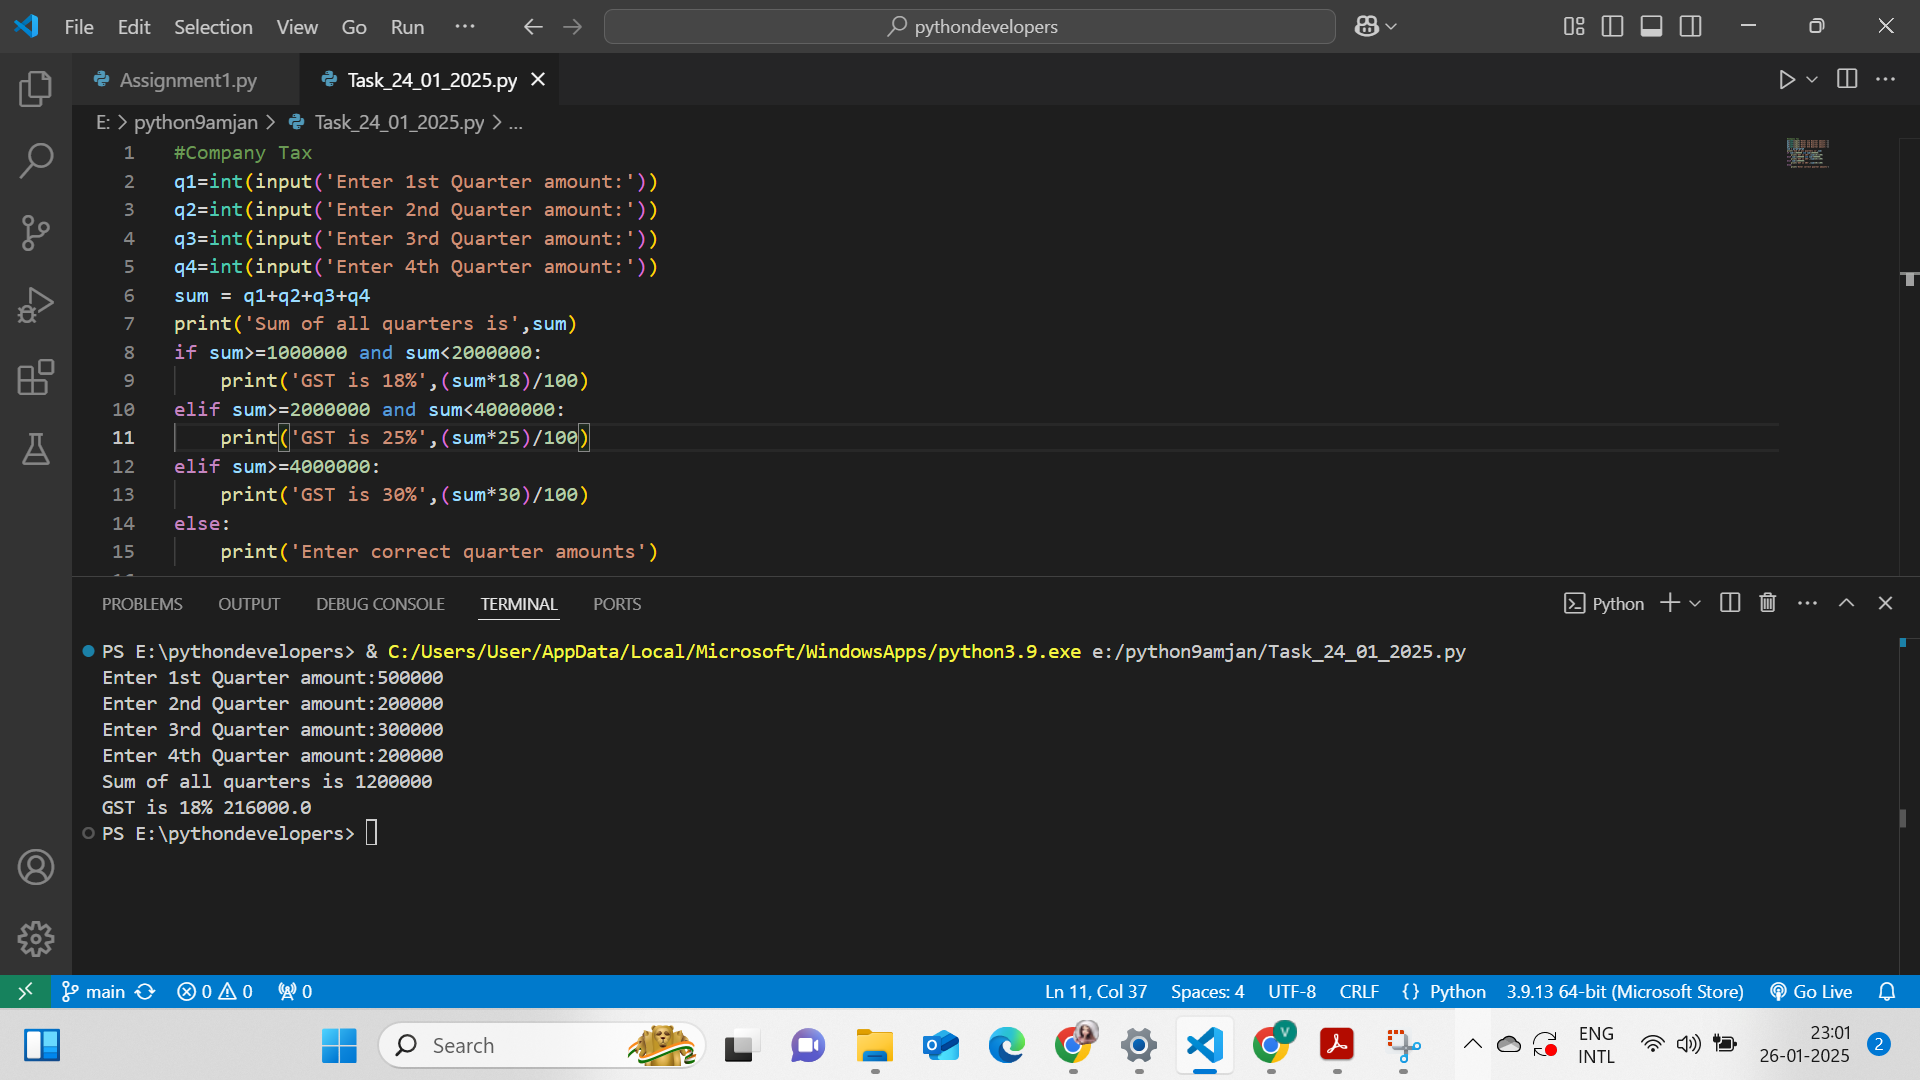 File Edit Selection View Go Run ··· pythondevelopers
Assignment1.py Task_24_01_2025.py
E: > python9amjan > Task_24_01_2025.py > ...
1 #Company Tax
2 q1=int(input('Enter 1st Quarter amount:'))
3 q2=int(input('Enter 2nd Quarter amount:'))
4 q3=int(input('Enter 3rd Quarter amount:'))
5 q4=int(input('Enter 4th Quarter amount:'))
6 sum = q1+q2+q3+q4
7 print('Sum of all quarters is',sum)
8 if sum>=1000000 and sum<2000000:
9 print('GST is 18%',(sum*18)/100)
10 elif sum>=2000000 and sum<4000000:
11 print('GST is 25%',(sum*25)/100)
12 elif sum>=4000000:
13 print('GST is 30%',(sum*30)/100)
14 else:
15 print('Enter correct quarter amounts')
PROBLEMS OUTPUT DEBUG CONSOLE TERMINAL PORTS Python
PS E:\pythondevelopers> & C:/Users/User/AppData/Local/Microsoft/WindowsApps/python3.9.exe e:/python9amjan/Task_24_01_2025.py
Enter 1st Quarter amount:500000
Enter 2nd Quarter amount:200000
Enter 3rd Quarter amount:300000
Enter 4th Quarter amount:200000
Sum of all quarters is 1200000
GST is 18% 216000.0
PS E:\pythondevelopers>
main 0 0 0 Ln 11, Col 37 Spaces: 4 UTF-8 CRLF {} Python 3.9.13 64-bit (Microsoft Store) Go Live
Search V ENG 23:01
INTL 26-01-2025 2